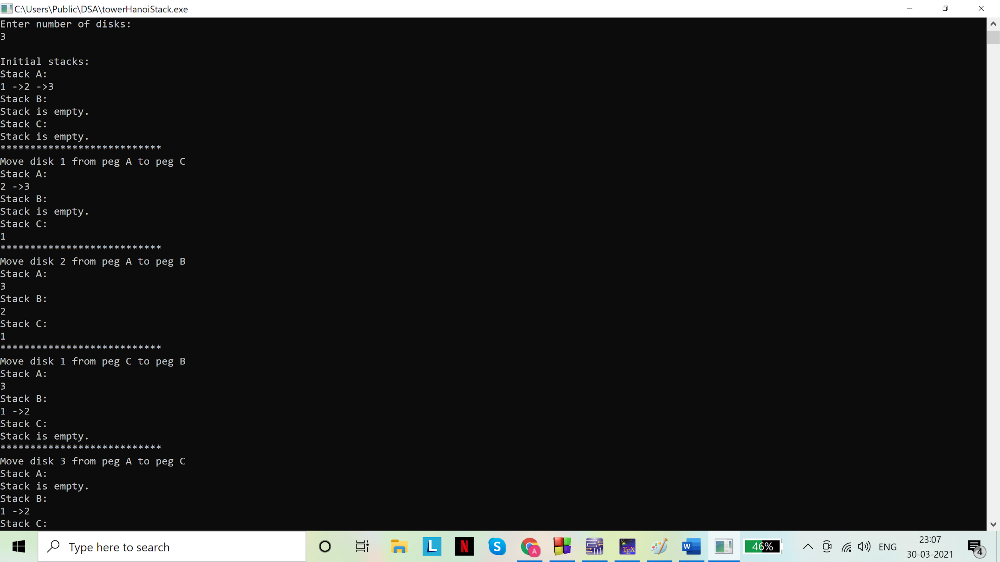 C:\Users\Public\DSA\towerHanoiStack.exe
Enter number of disks:
3
Initial stacks:
Stack A:
1 ->2 ->3
Stack B:
Stack is empty.
Stack C:
Stack is empty.
***************************
Move disk 1 from peg A to peg C
Stack A:
2 ->3
Stack B:
Stack is empty.
Stack C:
1
***************************
Move disk 2 from peg A to peg B
Stack A:
3
Stack B:
2
Stack C:
1
***************************
Move disk 1 from peg C to peg B
Stack A:
3
Stack B:
1 ->2
Stack C:
Stack is empty.
***************************
Move disk 3 from peg A to peg C
Stack A:
Stack is empty.
Stack B:
1 ->2
Stack C:
Type here to search
L
N
S
A
TEX
W
46%
ENG
23:07
30-03-2021
4